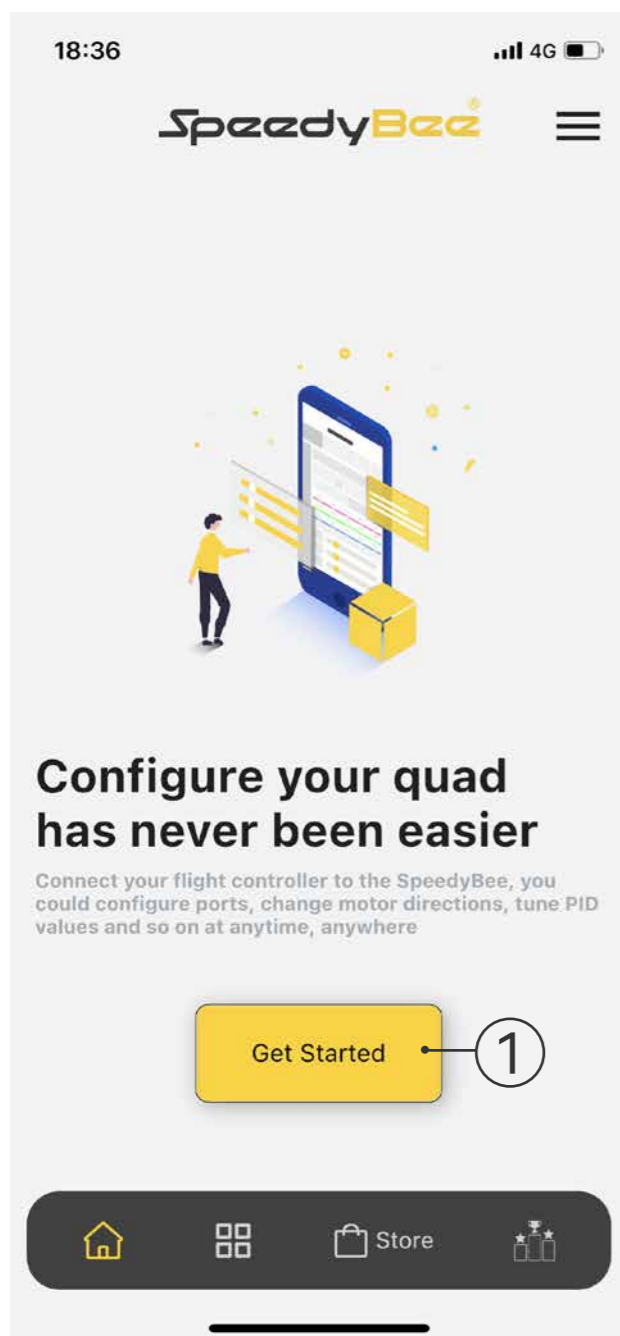 18:36
4G
SpeedyBee®
Configure your quad
has never been easier
Connect your flight controller to the SpeedyBee, you
could configure ports, change motor directions, tune PID
values and so on at anytime, anywhere
Get Started
1
Store